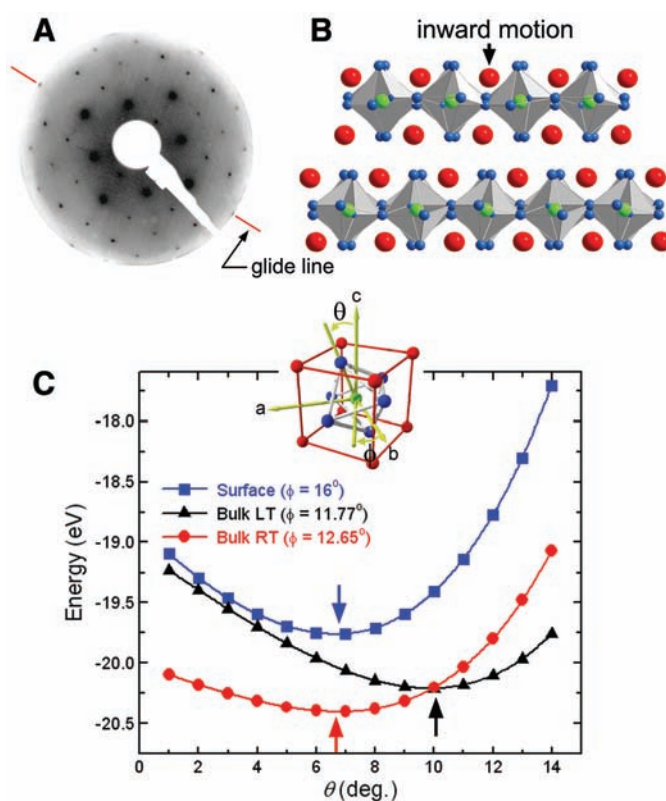 A
glide line
B
inward motion
C
θ
c
a
ϕ
b
Surface (ϕ = 16°)
Bulk LT (ϕ = 11.77°)
Bulk RT (ϕ = 12.65°)
Energy (eV)
-18.0
-18.5
-19.0
-19.5
-20.0
-20.5
0 2 4 6 8 10 12 14
θ (deg.)